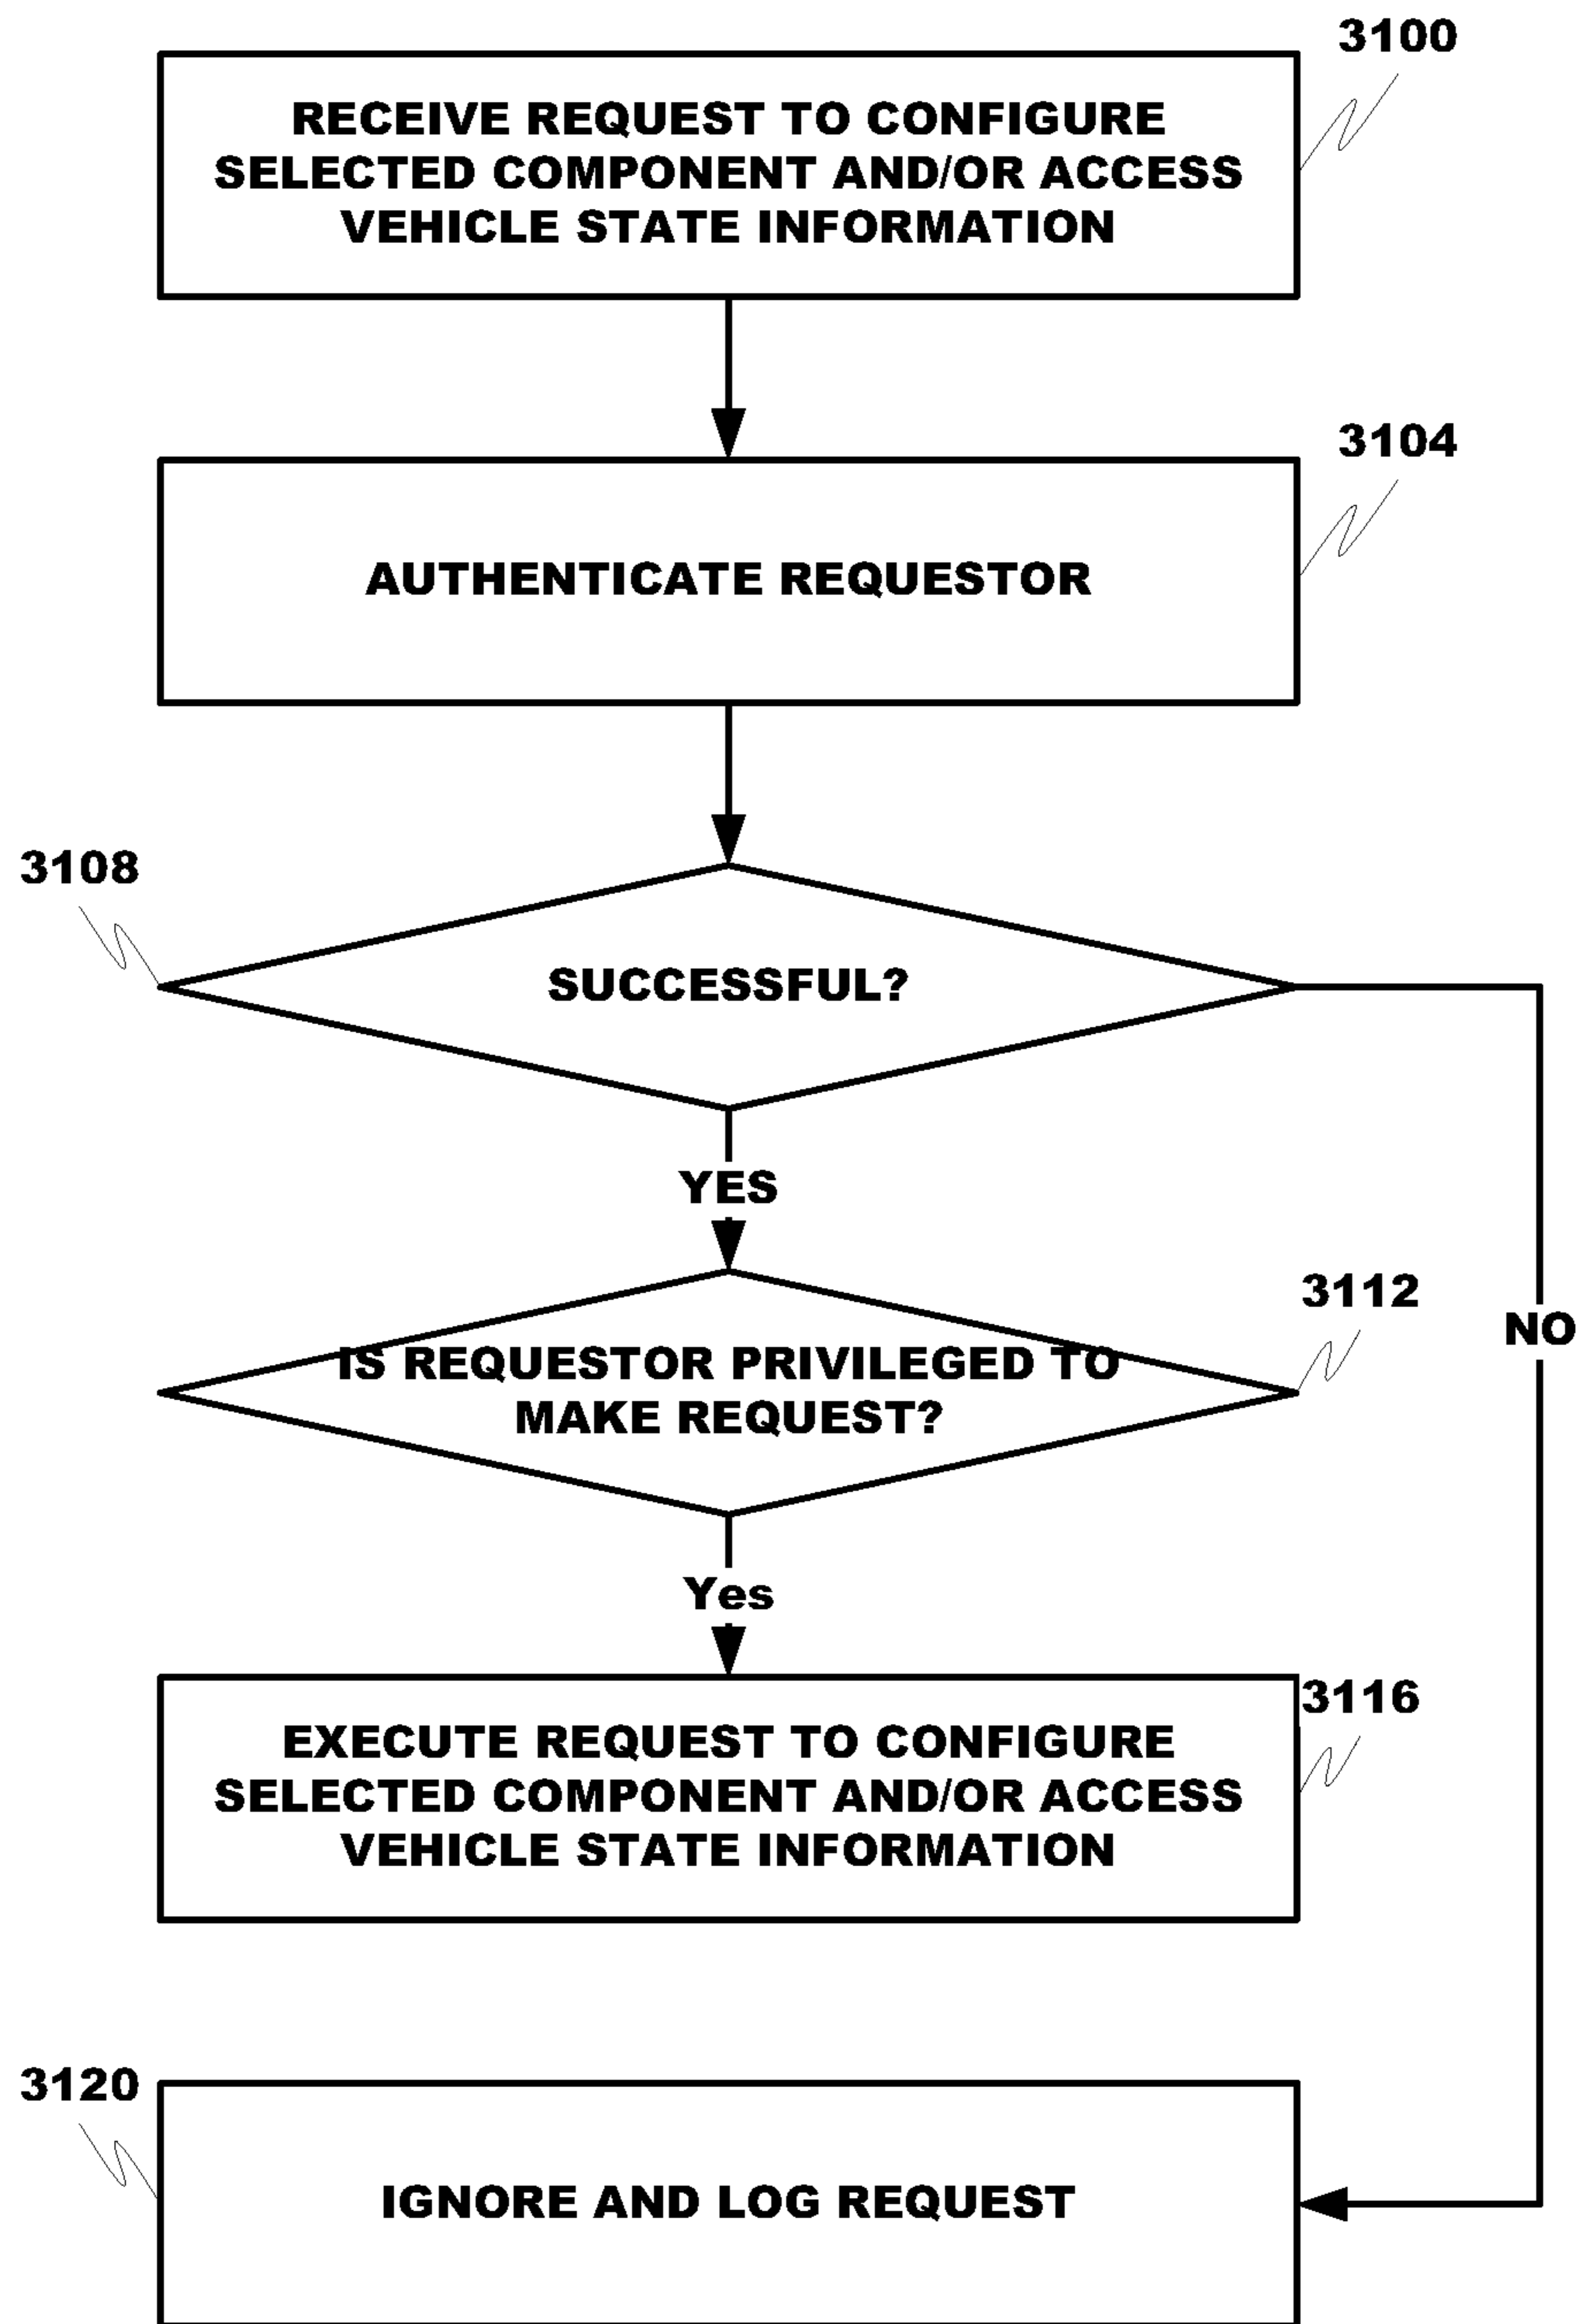 3100
RECEIVE REQUEST TO CONFIGURE
SELECTED COMPONENT AND/OR ACCESS
VEHICLE STATE INFORMATION
3104
AUTHENTICATE REQUESTOR
3108
SUCCESSFUL?
YES
3112
NO
IS REQUESTOR PRIVILEGED TO
MAKE REQUEST?
Yes
3116
EXECUTE REQUEST TO CONFIGURE
SELECTED COMPONENT AND/OR ACCESS
VEHICLE STATE INFORMATION
3120
IGNORE AND LOG REQUEST